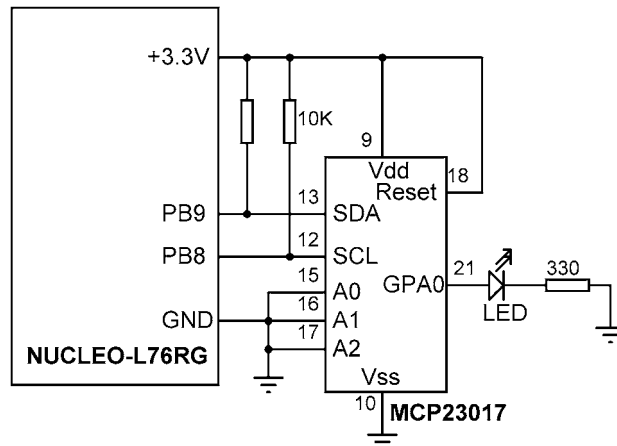 +3.3V
10K
9
Vdd
18
Reset
13
PB9
SDA
12
PB8
SCL
15
A0
21
330
GPA0
16
GND
A1
LED
17
A2
NUCLEO-L76RG
Vss
10
MCP23017